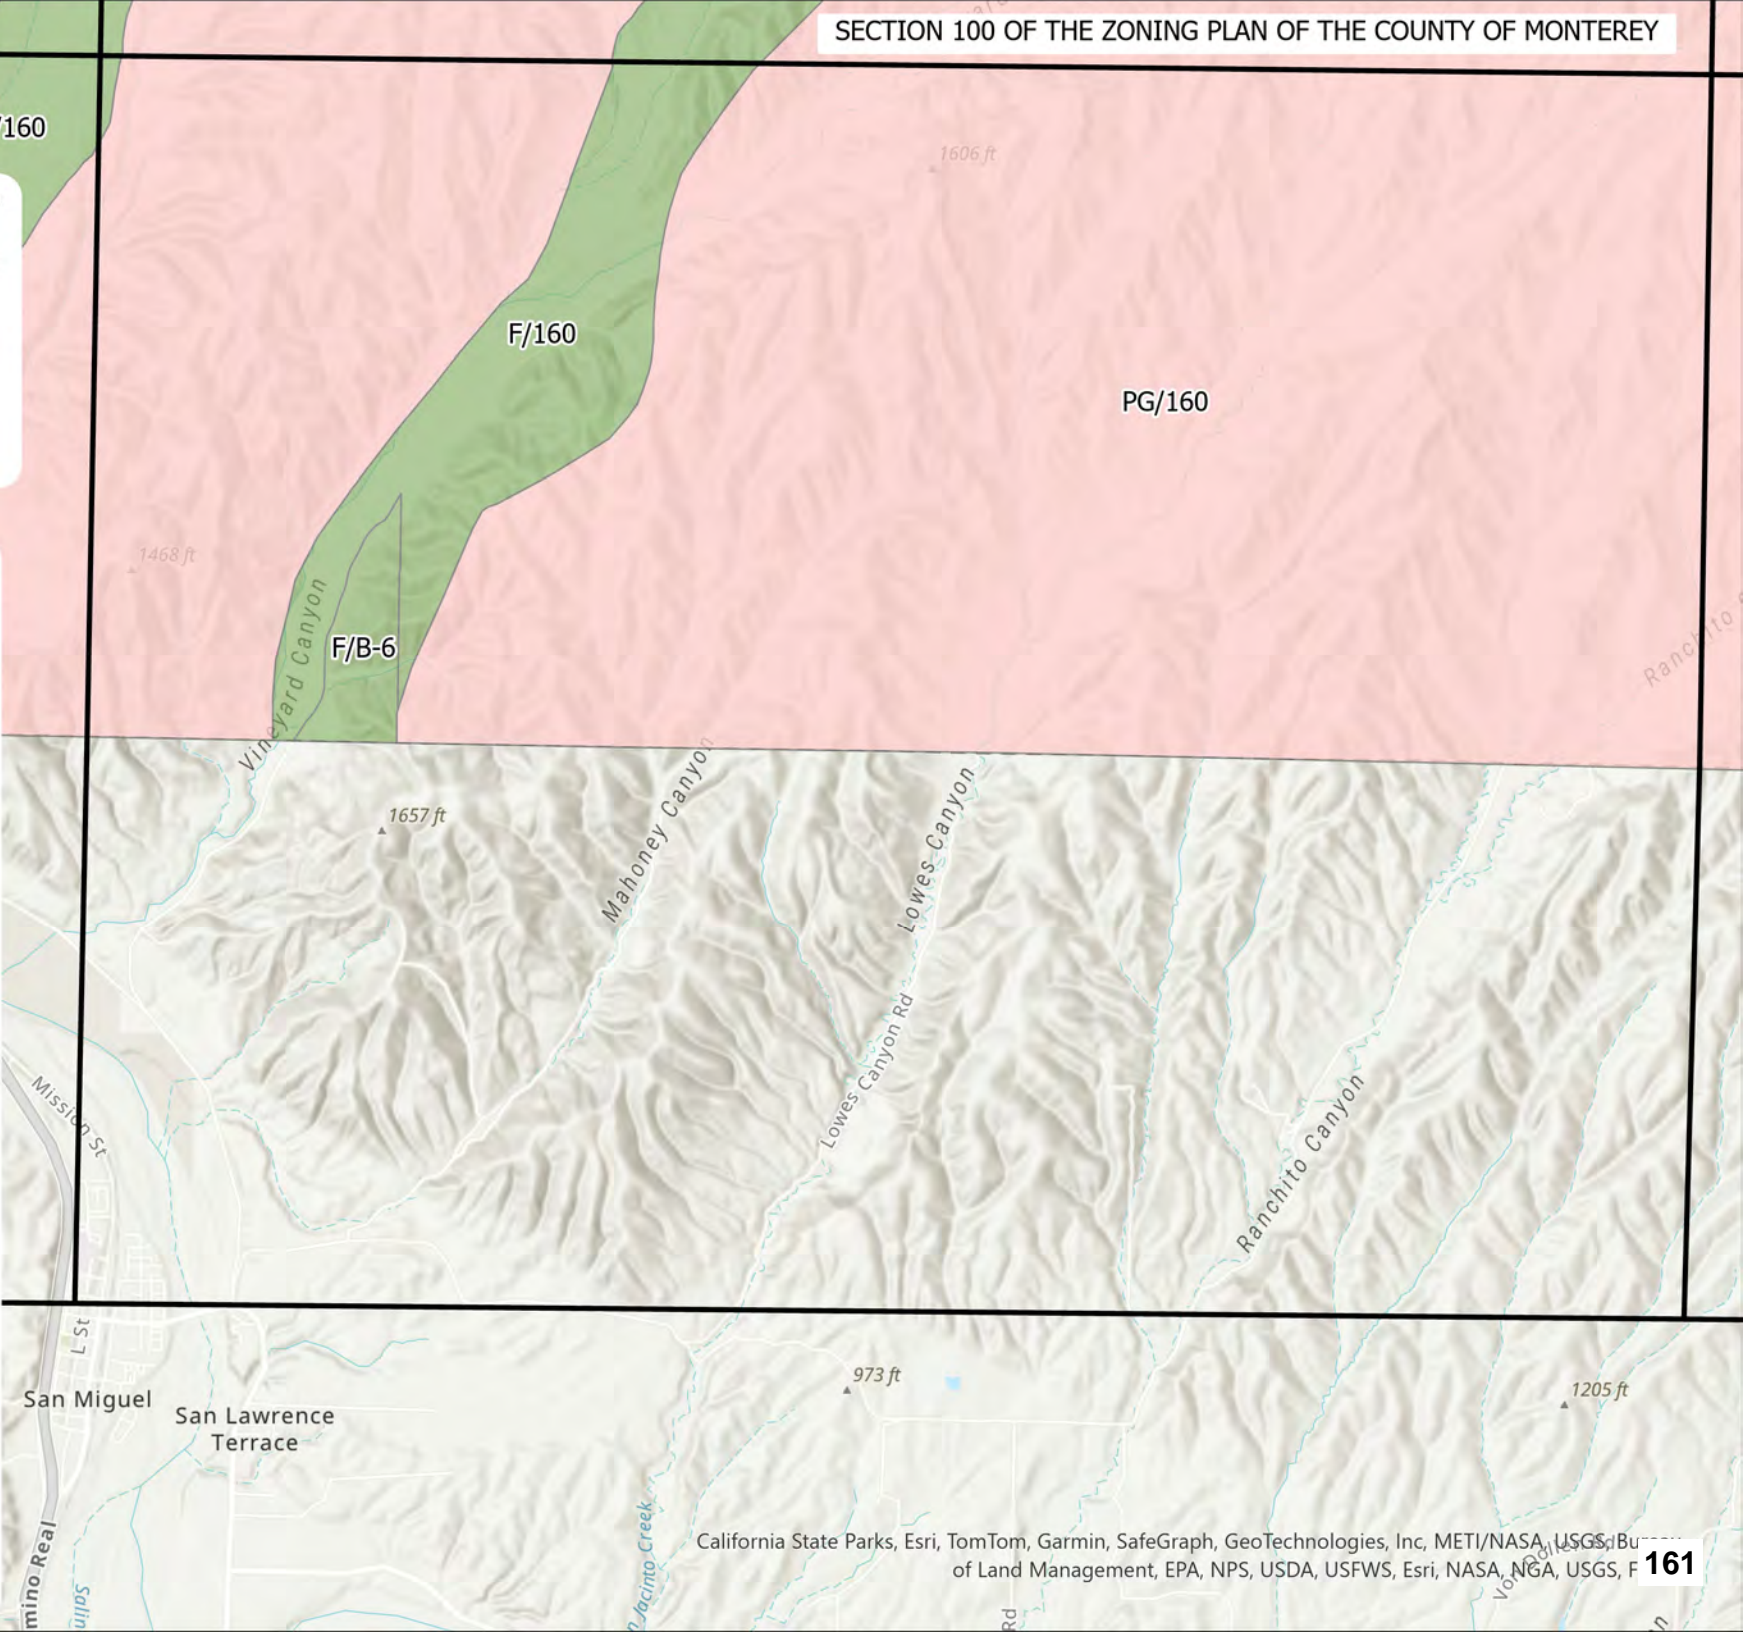 SECTION 100 OF THE ZONING PLAN OF THE COUNTY OF MONTEREY
/160
1606 ft
F/160
PG/160
1468 ft
Vineyard Canyon
F/B-6
Ranchito
1657 ft
Mahoney Canyon
Lowes Canyon
Lowes Canyon Rd
Mission St
Ranchito Canyon
L St
973 ft
1205 ft
San Miguel
San Lawrence
Terrace
Jacinto Creek
mino Real
Salin
Rd
California State Parks, Esri, TomTom, Garmin, SafeGraph, GeoTechnologies, Inc, METI/NASA, USGS, Bureau
of Land Management, EPA, NPS, USDA, USFWS, Esri, NASA, NGA, USGS, F
161